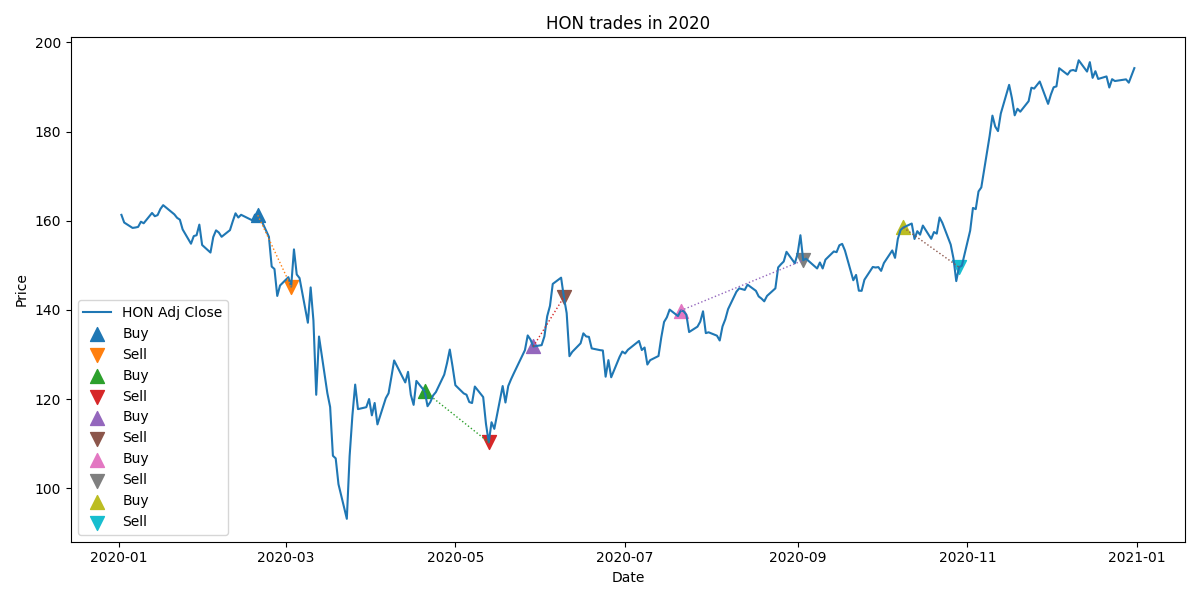 HON trades in 2020
200
180
160
140
120
100
Price
HON Adj Close
Buy
Sell
Buy
Sell
Buy
Sell
Buy
Sell
Buy
Sell
2020-01
2020-03
2020-05
2020-07
2020-09
2020-11
2021-01
Date